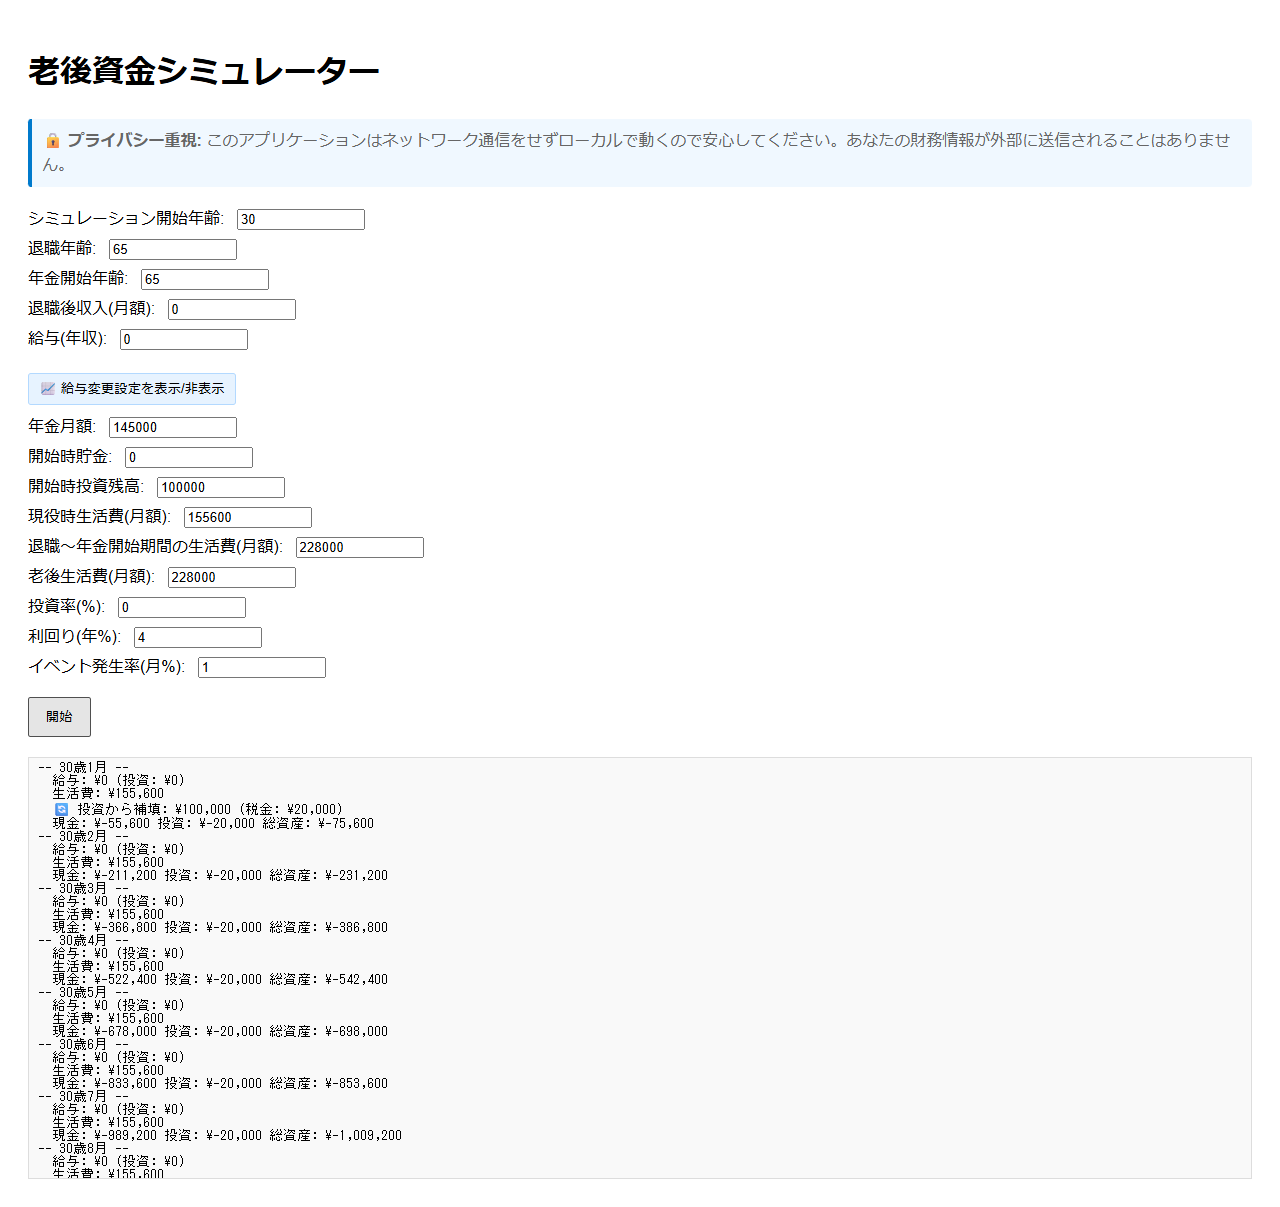 老後資金シミュレーター
🔒 プライバシー重視: このアプリケーションはネットワーク通信をせずローカルで動くので安心してください。あなたの財務情報が外部に送信されることはありませ
ん。
シミュレーション開始年齢: 30
退職年齢: 65
年金開始年齢: 65
退職後収入(月額): 0
給与(年収): 0
📈 給与変更設定を表示/非表示
年金月額: 145000
開始時貯金: 0
開始時投資残高: 100000
現役時生活費(月額): 155600
退職～年金開始期間の生活費(月額): 228000
老後生活費(月額): 228000
投資率(%): 0
利回り(年%): 4
イベント発生率(月%): 1
開始
-- 30歳1月 --
給与: ¥0 (投資: ¥0)
生活費: ¥155,600
🔄 投資から補填: ¥100,000 (税金: ¥20,000)
現金: ¥-55,600 投資: ¥-20,000 総資産: ¥-75,600
-- 30歳2月 --
給与: ¥0 (投資: ¥0)
生活費: ¥155,600
現金: ¥-211,200 投資: ¥-20,000 総資産: ¥-231,200
-- 30歳3月 --
給与: ¥0 (投資: ¥0)
生活費: ¥155,600
現金: ¥-366,800 投資: ¥-20,000 総資産: ¥-386,800
-- 30歳4月 --
給与: ¥0 (投資: ¥0)
生活費: ¥155,600
現金: ¥-522,400 投資: ¥-20,000 総資産: ¥-542,400
-- 30歳5月 --
給与: ¥0 (投資: ¥0)
生活費: ¥155,600
現金: ¥-678,000 投資: ¥-20,000 総資産: ¥-698,000
-- 30歳6月 --
給与: ¥0 (投資: ¥0)
生活費: ¥155,600
現金: ¥-833,600 投資: ¥-20,000 総資産: ¥-853,600
-- 30歳7月 --
給与: ¥0 (投資: ¥0)
生活費: ¥155,600
現金: ¥-989,200 投資: ¥-20,000 総資産: ¥-1,009,200
-- 30歳8月 --
給与: ¥0 (投資: ¥0)
生活費: ¥155,600